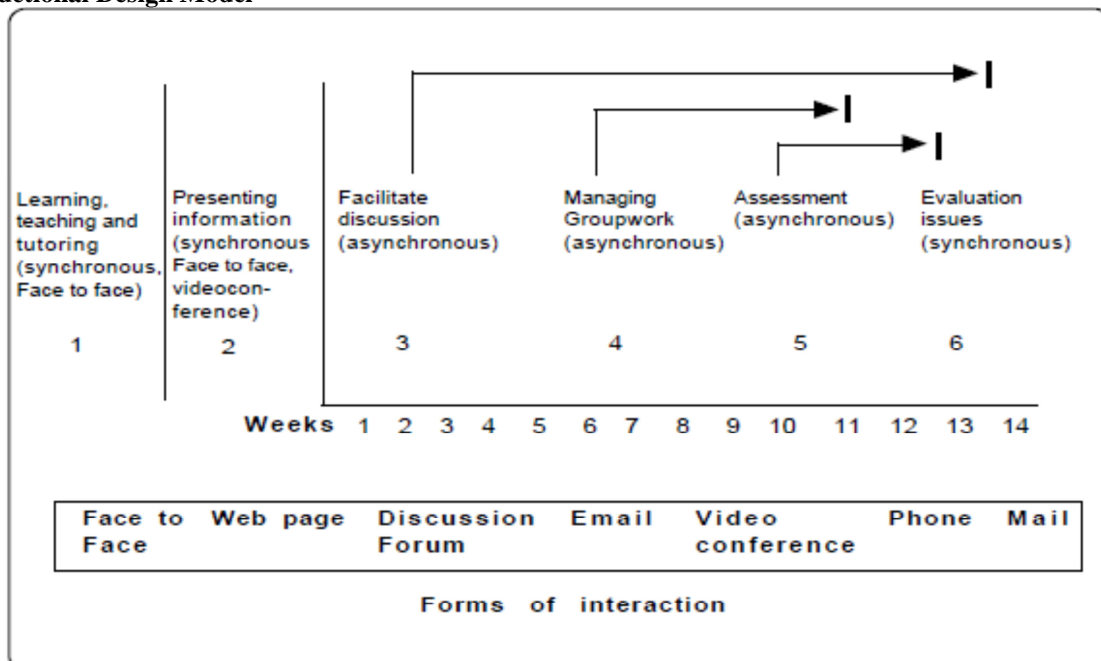 ctional Design Model
Learning,
teaching and
tutoring
(synchronous,
Face to face)
1
Presenting
information
(synchronous
Face to face,
videocon-
ference)
2
Facilitate
discussion
(asynchronous)
3
Managing
Groupwork
(asynchronous)
4
Assessment
(asynchronous)
5
Evaluation
issues
(synchronous)
6
Weeks 1 2 3 4 5 6 7 8 9 10 11 12 13 14
Face to Web page Discussion Email Video Phone Mail
Face Forum conference
Forms of interaction